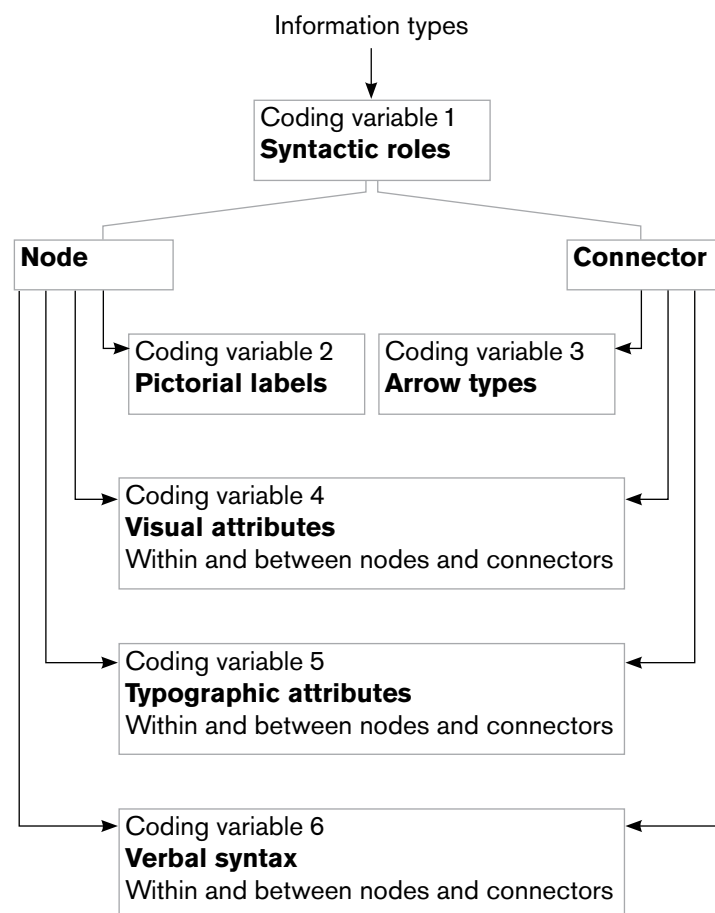 Information types
Coding variable 1
Syntactic roles
Node
Connector
Coding variable 2
Pictorial labels
Coding variable 3
Arrow types
Coding variable 4
Visual attributes
Within and between nodes and connectors
Coding variable 5
Typographic attributes
Within and between nodes and connectors
Coding variable 6
Verbal syntax
Within and between nodes and connectors